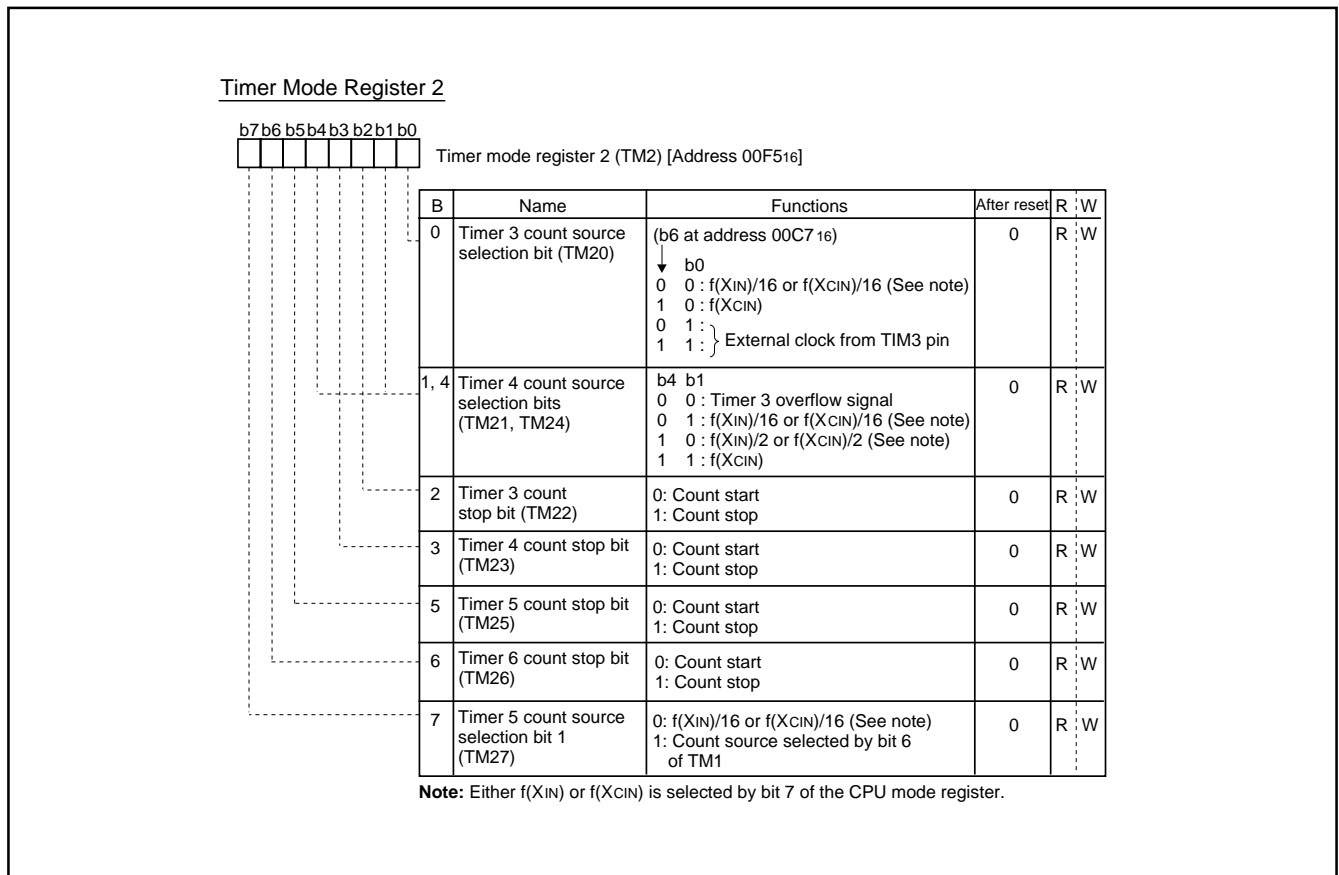 Timer Mode Register 2
b7 b6 b5 b4 b3 b2 b1 b0
Timer mode register 2 (TM2) [Address 00F516]
B Name Functions After reset R W
0 Timer 3 count source selection bit (TM20)
(b6 at address 00C7 16)
b0
0 0 : f(XIN)/16 or f(XCIN)/16 (See note)
1 0 : f(XCIN)
0 1 :
1 1 : } External clock from TIM3 pin
0 R W
1, 4 Timer 4 count source selection bits (TM21, TM24)
b4 b1
0 0 : Timer 3 overflow signal
0 1 : f(XIN)/16 or f(XCIN)/16 (See note)
1 0 : f(XIN)/2 or f(XCIN)/2 (See note)
1 1 : f(XCIN)
0 R W
2 Timer 3 count stop bit (TM22)
0: Count start
1: Count stop
0 R W
3 Timer 4 count stop bit (TM23)
0: Count start
1: Count stop
0 R W
5 Timer 5 count stop bit (TM25)
0: Count start
1: Count stop
0 R W
6 Timer 6 count stop bit (TM26)
0: Count start
1: Count stop
0 R W
7 Timer 5 count source selection bit 1 (TM27)
0: f(XIN)/16 or f(XCIN)/16 (See note)
1: Count source selected by bit 6
of TM1
0 R W
Note: Either f(XIN) or f(XCIN) is selected by bit 7 of the CPU mode register.